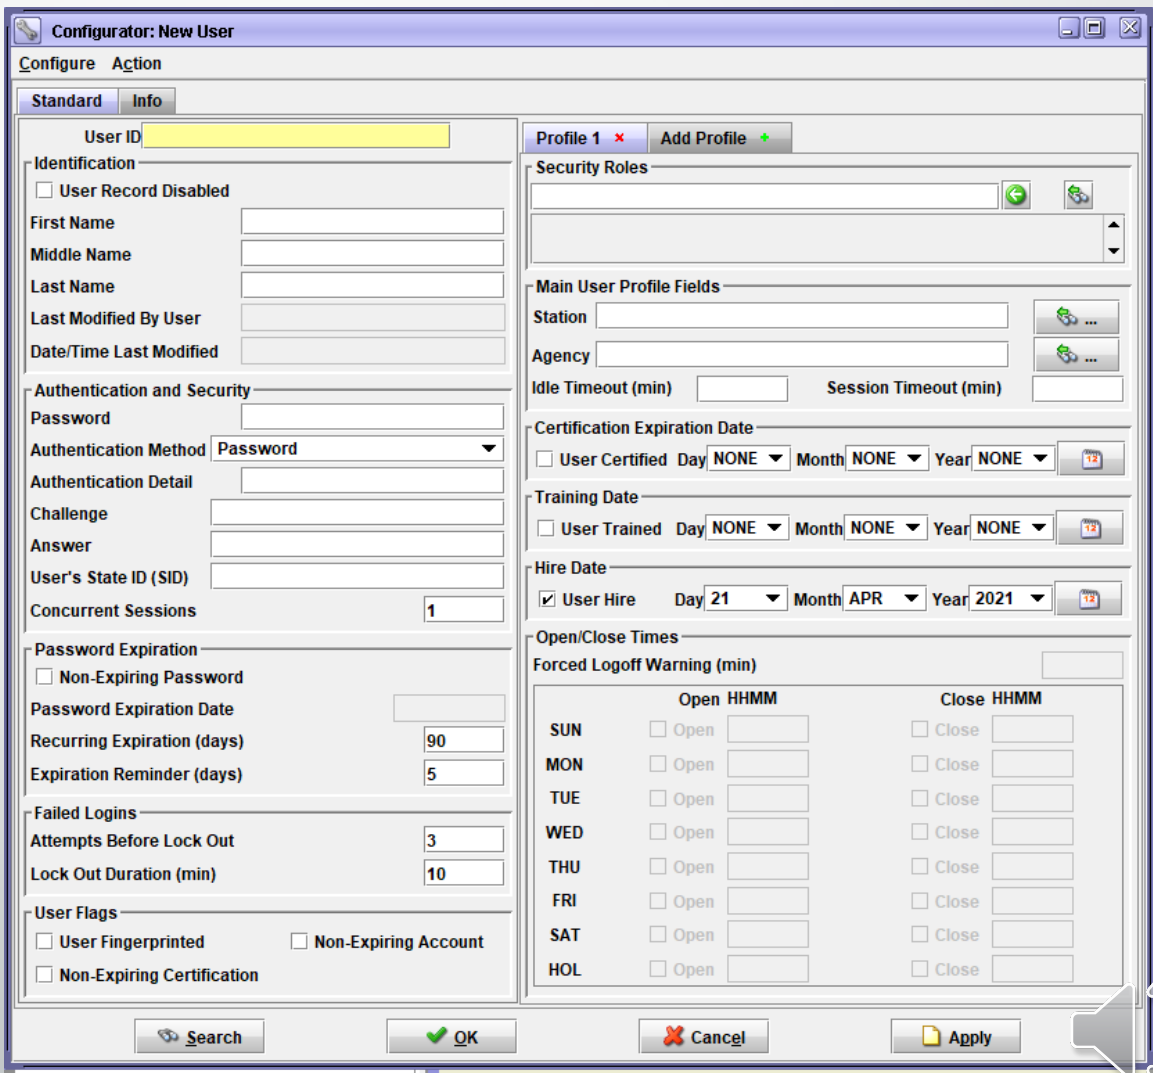 Configurator: New User
Configure Action
Standard Info
User ID
Identification
User Record Disabled
First Name
Middle Name
Last Name
Last Modified By User
Date/Time Last Modified
Authentication and Security
Password
Authentication Method Password
Authentication Detail
Challenge
Answer
User's State ID (SID)
Concurrent Sessions 1
Password Expiration
Non-Expiring Password
Password Expiration Date
Recurring Expiration (days) 90
Expiration Reminder (days) 5
Failed Logins
Attempts Before Lock Out 3
Lock Out Duration (min) 10
User Flags
User Fingerprinted Non-Expiring Account
Non-Expiring Certification
Profile 1 Add Profile
Security Roles
Main User Profile Fields
Station ...
Agency ...
Idle Timeout (min) Session Timeout (min)
Certification Expiration Date
User Certified Day NONE Month NONE Year NONE 12
Training Date
User Trained Day NONE Month NONE Year NONE 12
Hire Date
User Hire Day 21 Month APR Year 2021 12
Open/Close Times
Forced Logoff Warning (min)
Open HHMM Close HHMM
SUN Open Close
MON Open Close
TUE Open Close
WED Open Close
THU Open Close
FRI Open Close
SAT Open Close
HOL Open Close
Search OK Cancel Apply